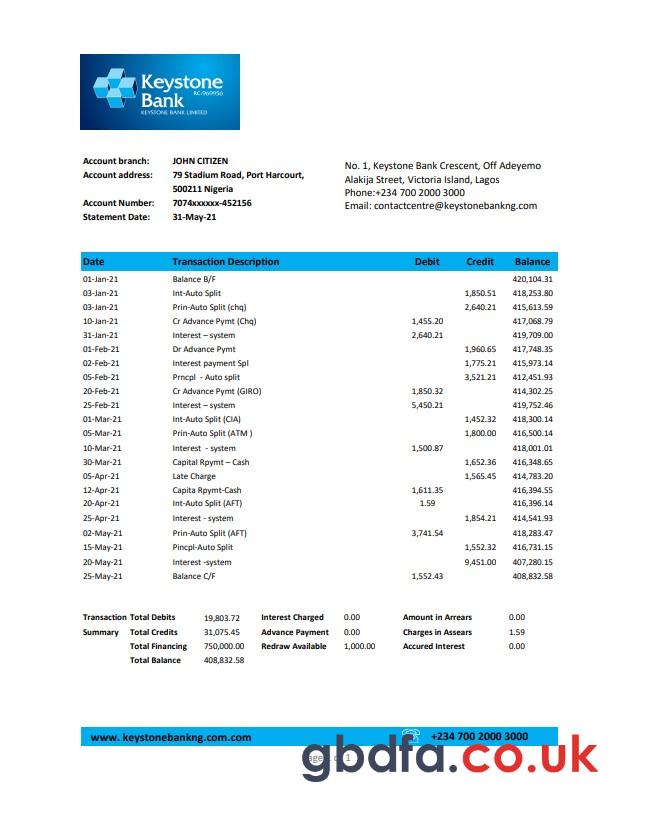 Keystone
RC-969956
Bank
KEYSTONE BANK LIMITED
Account branch: JOHN CITIZEN
Account address: 79 Stadium Road, Port Harcourt,
500211 Nigeria
Account Number: 7074xxxxxx-452156
Statement Date: 31-May-21
No. 1, Keystone Bank Crescent, Off Adeyemo
Alakija Street, Victoria Island, Lagos
Phone:+234 700 2000 3000
Email: contactcentre@keystonebankng.com
Date Transaction Description Debit Credit Balance
01-Jan-21 Balance B/F 420,104.31
03-Jan-21 Int-Auto Split 1,850.51 418,253.80
03-Jan-21 Prin-Auto Split (chq) 2,640.21 415,613.59
10-Jan-21 Cr Advance Pymt (Chq) 1,455.20 417,068.79
31-Jan-21 Interest – system 2,640.21 419,709.00
01-Feb-21 Dr Advance Pymt 1,960.65 417,748.35
02-Feb-21 Interest payment Spl 1,775.21 415,973.14
05-Feb-21 Prncpl - Auto split 3,521.21 412,451.93
20-Feb-21 Cr Advance Pymt (GIRO) 1,850.32 414,302.25
25-Feb-21 Interest – system 5,450.21 419,752.46
01-Mar-21 Int-Auto Split (CIA) 1,452.32 418,300.14
05-Mar-21 Prin-Auto Split (ATM ) 1,800.00 416,500.14
10-Mar-21 Interest - system 1,500.87 418,001.01
30-Mar-21 Capital Rpymt – Cash 1,652.36 416,348.65
05-Apr-21 Late Charge 1,565.45 414,783.20
12-Apr-21 Capita Rpymt-Cash 1,611.35 416,394.55
20-Apr-21 Int-Auto Split (AFT) 1.59 416,396.14
25-Apr-21 Interest - system 1,854.21 414,541.93
02-May-21 Prin-Auto Split (AFT) 3,741.54 418,283.47
15-May-21 Pincpl-Auto Split 1,552.32 416,731.15
20-May-21 Interest -system 9,451.00 407,280.15
25-May-21 Balance C/F 1,552.43 408,832.58
Transaction Total Debits 19,803.72 Interest Charged 0.00 Amount in Arrears 0.00
Summary Total Credits 31,075.45 Advance Payment 0.00 Charges in Assears 1.59
Total Financing 750,000.00 Redraw Available 1,000.00 Accured Interest 0.00
Total Balance 408,832.58
www. keystonebankng.com.com +234 700 2000 3000
gbdfa.co.uk